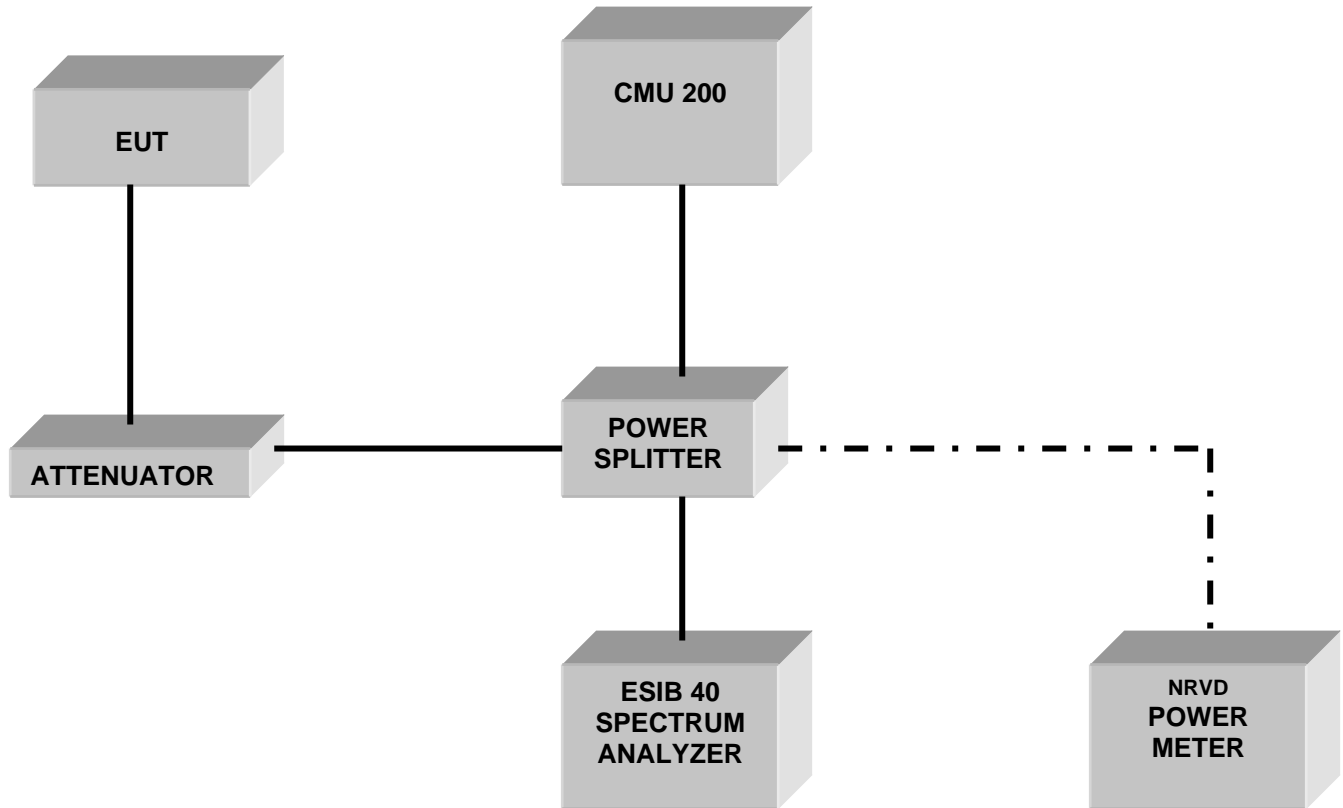 CMU 200
EUT
POWER
SPLITTER
ATTENUATOR
ESIB 40
SPECTRUM
ANALYZER
NRVD
POWER
METER